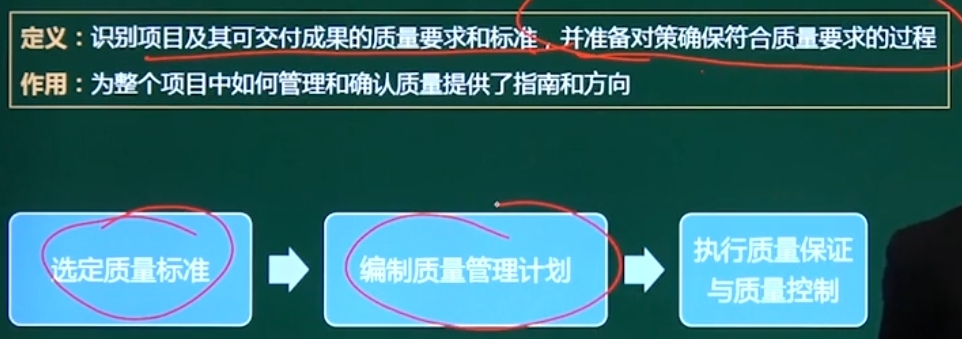 定义：识别项目及其可交付成果的质量要求和标准，并准备对策确保符合质量要求的过程
作用：为整个项目中如何管理和确认质量提供了指南和方向
选定质量标准
编制质量管理计划
执行质量保证
与质量控制